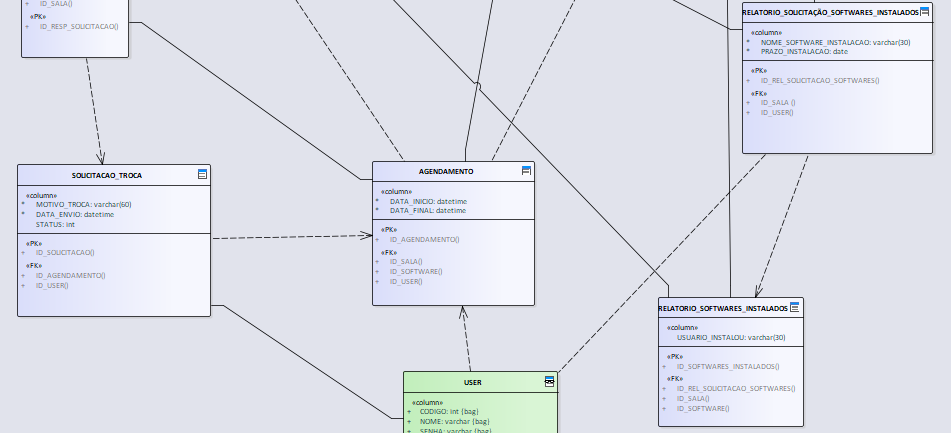 + ID_SALA()
«PK»
+ ID_RESP_SOLICITACAO()
RELATORIO_SOLICITAÇÃO_SOFTWARES_INSTALADOS
«column»
* NOME_SOFTWARE_INSTALACAO: varchar(30)
* PRAZO_INSTALACAO: date
«PK»
+ ID_REL_SOLICITACAO_SOFTWARES()
«FK»
+ ID_SALA ()
+ ID_USER()
SOLICITACAO_TROCA
«column»
* MOTIVO_TROCA: varchar(60)
* DATA_ENVIO: datetime
STATUS: int
«PK»
+ ID_SOLICITACAO()
«FK»
+ ID_AGENDAMENTO()
+ ID_USER()
AGENDAMENTO
«column»
* DATA_INICIO: datetime
* DATA_FINAL: datetime
«PK»
+ ID_AGENDAMENTO()
«FK»
+ ID_SALA()
+ ID_SOFTWARE()
+ ID_USER()
RELATORIO_SOFTWARES_INSTALADOS
«column»
USUARIO_INSTALOU: varchar(30)
«PK»
+ ID_SOFTWARES_INSTALADOS()
«FK»
+ ID_REL_SOLICITACAO_SOFTWARES()
+ ID_SALA()
+ ID_SOFTWARE()
USER
«column»
+ CODIGO: int {bag}
+ NOME: varchar {bag}
+ SENHA: varchar {bag}